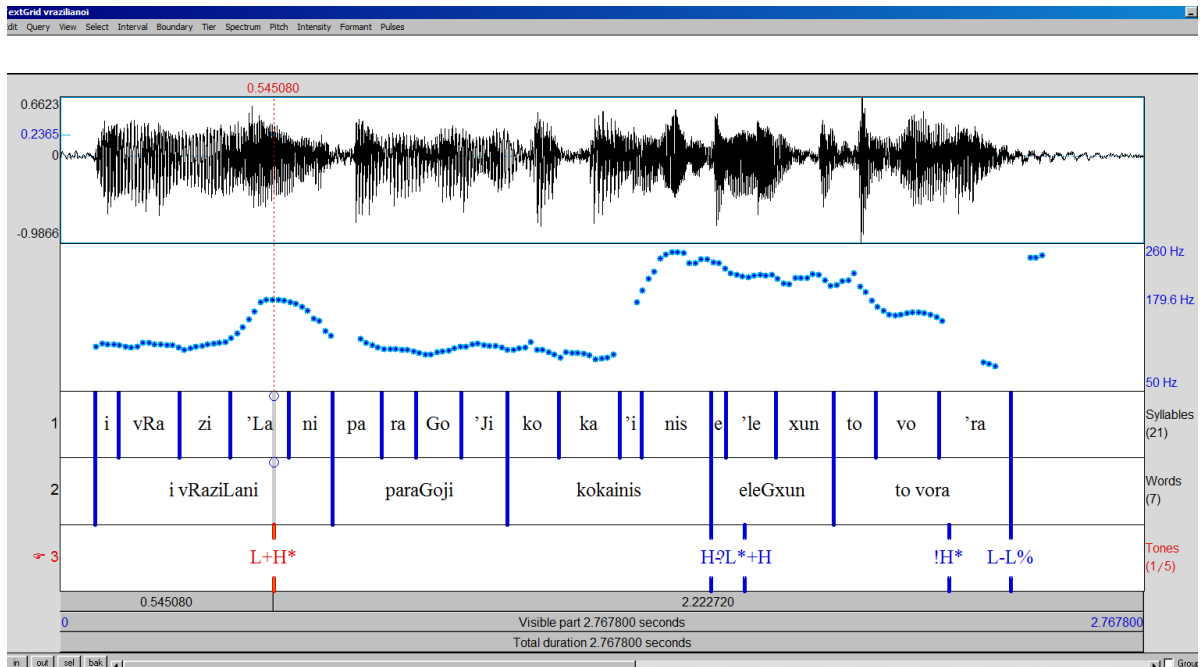 extGrid vrazilianoi
dit Query View Select Interval Boundary Tier Spectrum Pitch Intensity Formant Pulses
0.545080
0.6623
0.2365
0
-0.9866
260 Hz
179.6 Hz
50 Hz
1 i vRa zi 'La ni pa ra Go 'Ji ko ka 'i nis e 'le xun to vo 'ra Syllables
(21)
2 i vRaziLani paraGoji kokainis eleGxun to vora Words
(7)
3 L+H* H-?L*+H !H* L-L% Tones
(1/5)
0.545080 2.222720
0 Visible part 2.767800 seconds 2.767800
Total duration 2.767800 seconds
in out sel bak Group